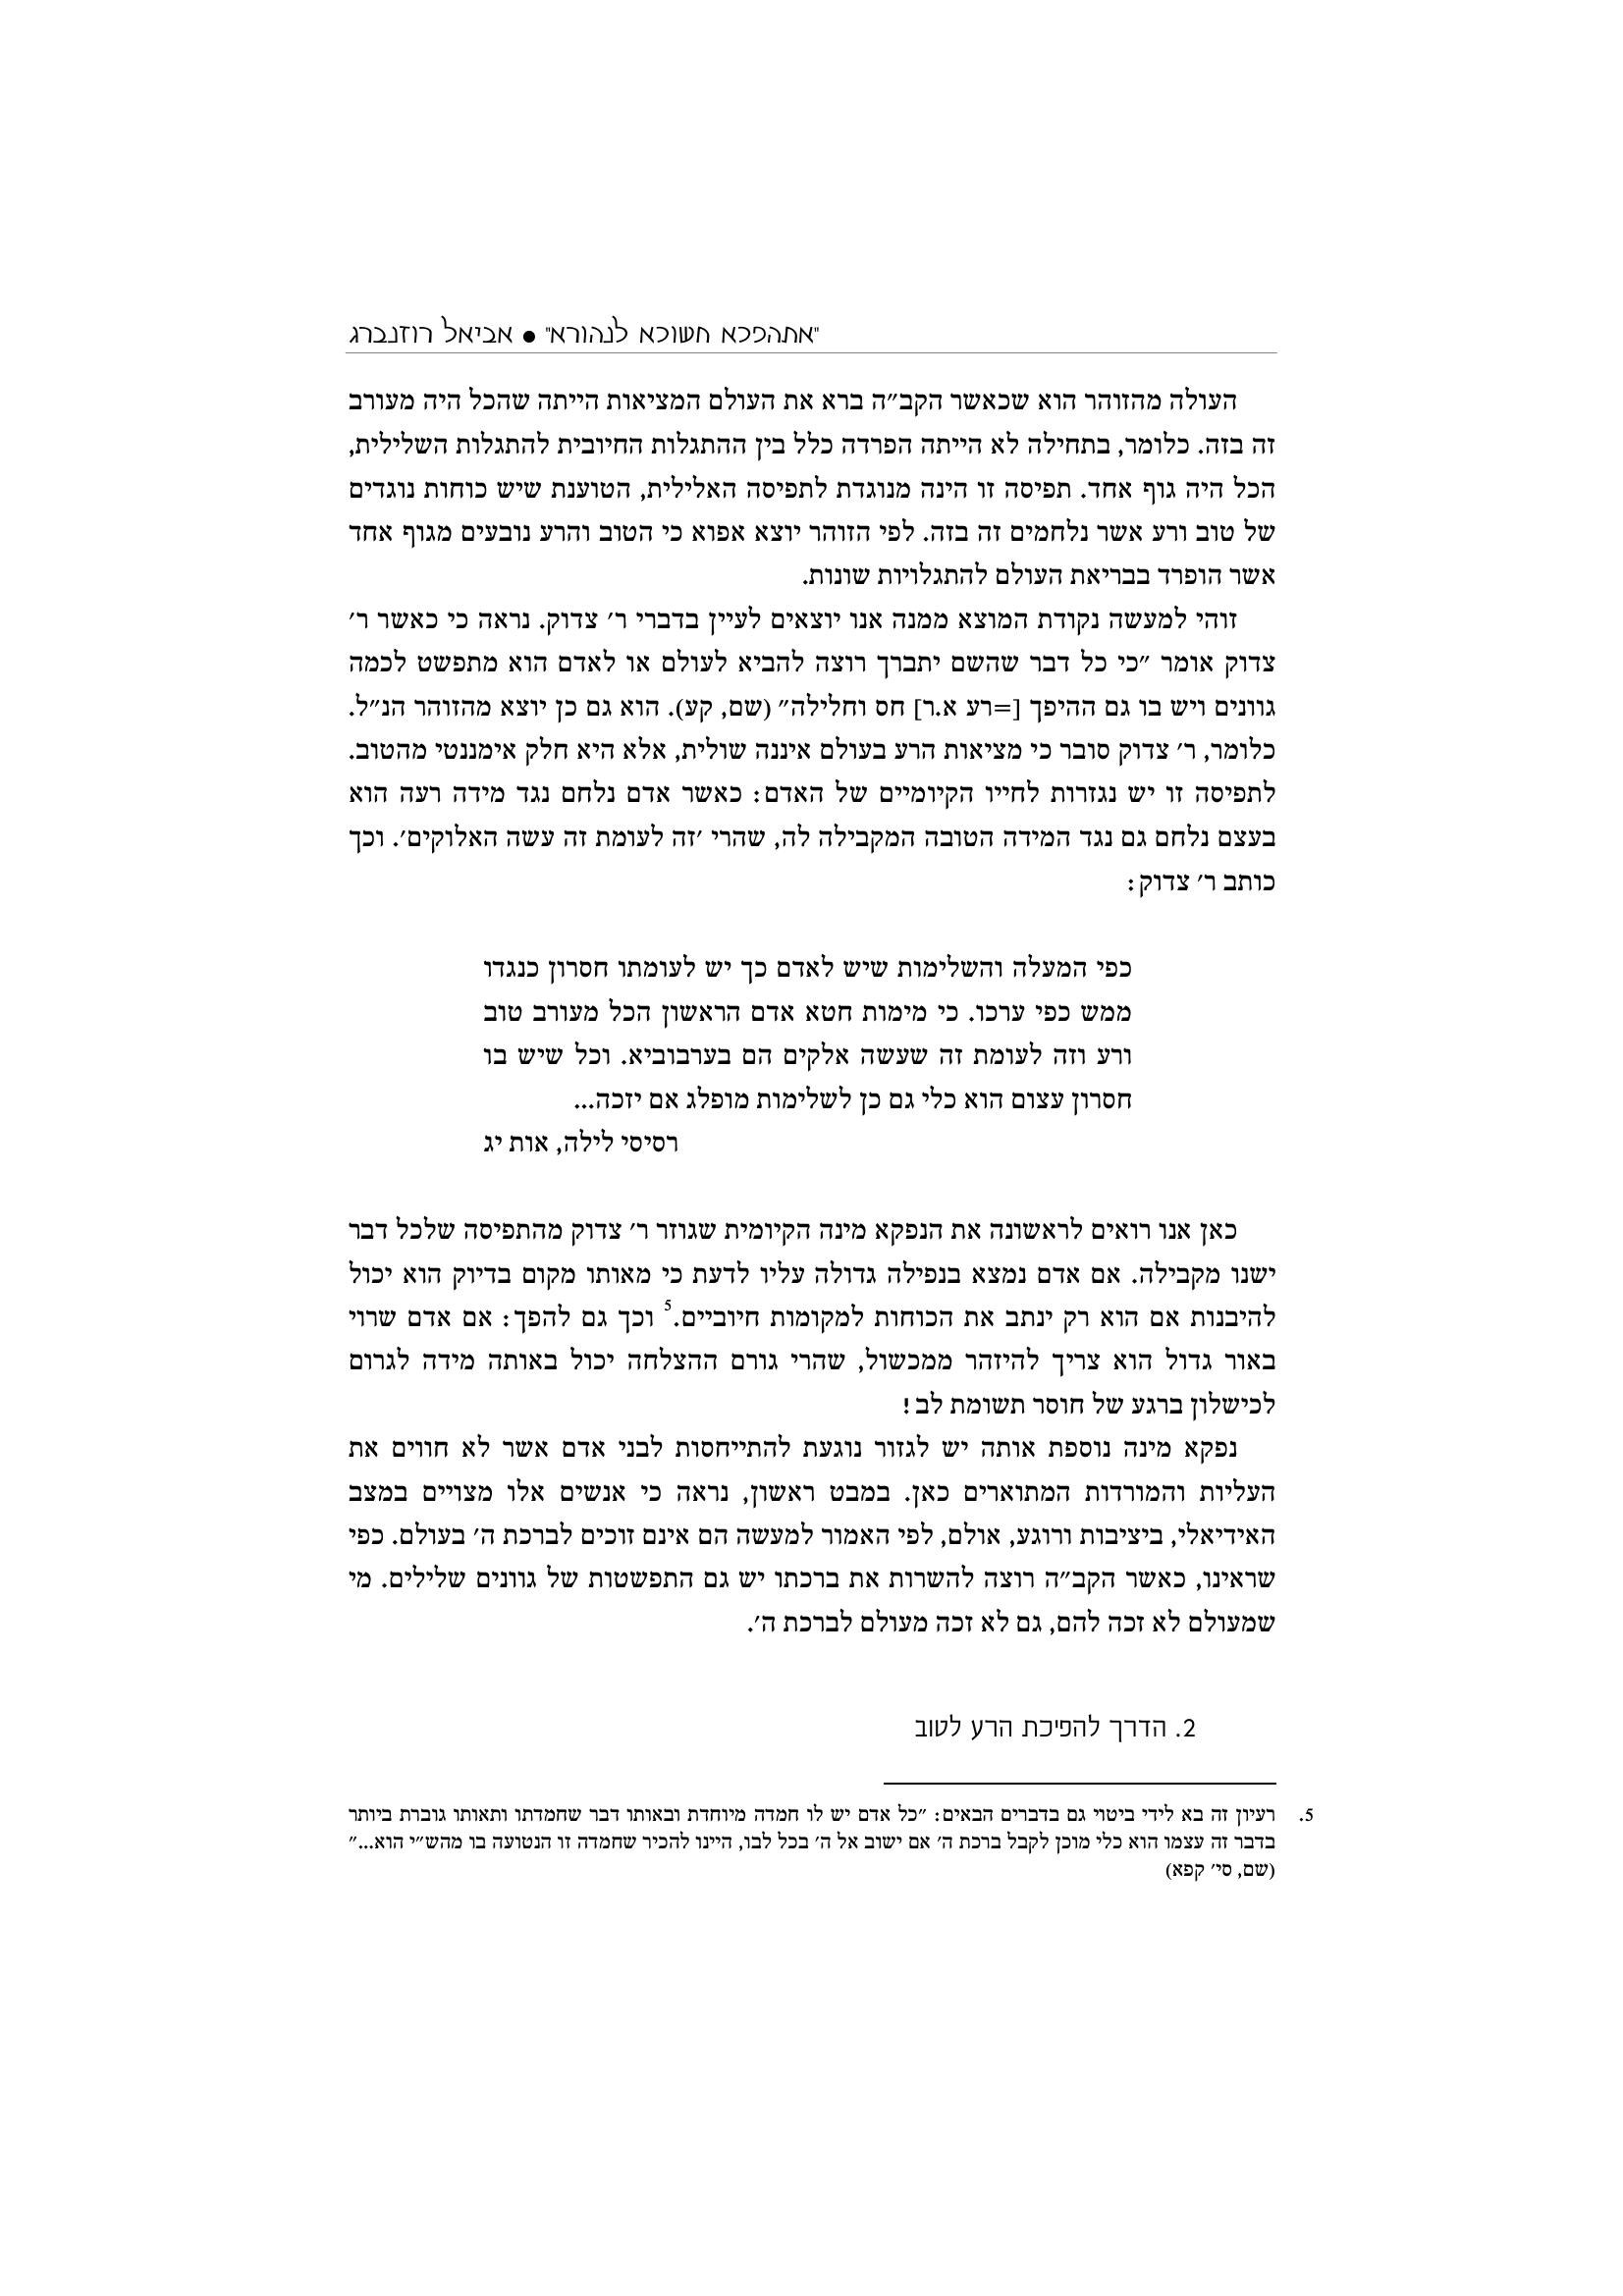 "אתהפכא חשוכא לנהורא" ● אביאל רוזנברג
העולה מהזוהר הוא שכאשר הקב״ה ברא את העולם המציאות הייתה שהכל היה מעורב
זה בזה. כלומר, בתחילה לא הייתה הפרדה כלל בין ההתגלות החיובית להתגלות השלילית,
הכל היה גוף אחד. תפיסה זו הינה מנוגדת לתפיסה האלילית, הטוענת שיש כוחות נוגדים
של טוב ורע אשר נלחמים זה בזה. לפי הזוהר יוצא אפוא כי הטוב והרע נובעים מגוף אחד
אשר הופרד בבריאת העולם להתגלויות שונות.
זוהי למעשה נקודת המוצא ממנה אנו יוצאים לעיין בדברי ר׳ צדוק. נראה כי כאשר ר׳
צדוק אומר ״כי כל דבר שהשם יתברך רוצה להביא לעולם או לאדם הוא מתפשט לכמה
גוונים ויש בו גם ההיפך [=רע א.ר] חס וחלילה״ (שם, קע). הוא גם כן יוצא מהזוהר הנ״ל.
כלומר, ר׳ צדוק סובר כי מציאות הרע בעולם איננה שולית, אלא היא חלק אימננטי מהטוב.
לתפיסה זו יש נגזרות לחייו הקיומיים של האדם: כאשר אדם נלחם נגד מידה רעה הוא
בעצם נלחם גם נגד המידה הטובה המקבילה לה, שהרי ׳זה לעומת זה עשה האלוקים׳. וכך
כותב ר׳ צדוק:
כפי המעלה והשלימות שיש לאדם כך יש לעומתו חסרון כנגדו
ממש כפי ערכו. כי מימות חטא אדם הראשון הכל מעורב טוב
ורע וזה לעומת זה שעשה אלקים הם בערבוביא. וכל שיש בו
חסרון עצום הוא כלי גם כן לשלימות מופלג אם יזכה...
רסיסי לילה, אות יג
כאן אנו רואים לראשונה את הנפקא מינה הקיומית שגוזר ר׳ צדוק מהתפיסה שלכל דבר
ישנו מקבילה. אם אדם נמצא בנפילה גדולה עליו לדעת כי מאותו מקום בדיוק הוא יכול
להיבנות אם הוא רק ינתב את הכוחות למקומות חיוביים.5 וכך גם להפך: אם אדם שרוי
באור גדול הוא צריך להיזהר ממכשול, שהרי גורם ההצלחה יכול באותה מידה לגרום
לכישלון ברגע של חוסר תשומת לב!
נפקא מינה נוספת אותה יש לגזור נוגעת להתייחסות לבני אדם אשר לא חווים את
העליות והמורדות המתוארים כאן. במבט ראשון, נראה כי אנשים אלו מצויים במצב
האידיאלי, ביציבות ורוגע, אולם, לפי האמור למעשה הם אינם זוכים לברכת ה׳ בעולם. כפי
שראינו, כאשר הקב״ה רוצה להשרות את ברכתו יש גם התפשטות של גוונים שלילים. מי
שמעולם לא זכה להם, גם לא זכה מעולם לברכת ה׳.
2. הדרך להפיכת הרע לטוב
5. רעיון זה בא לידי ביטוי גם בדברים הבאים: ״כל אדם יש לו חמדה מיוחדת ובאותו דבר שחמדתו ותאותו גוברת ביותר
בדבר זה עצמו הוא כלי מוכן לקבל ברכת ה׳ אם ישוב אל ה׳ בכל לבו, היינו להכיר שחמדה זו הנטועה בו מהש״י הוא...״
(שם, סי׳ קפא)